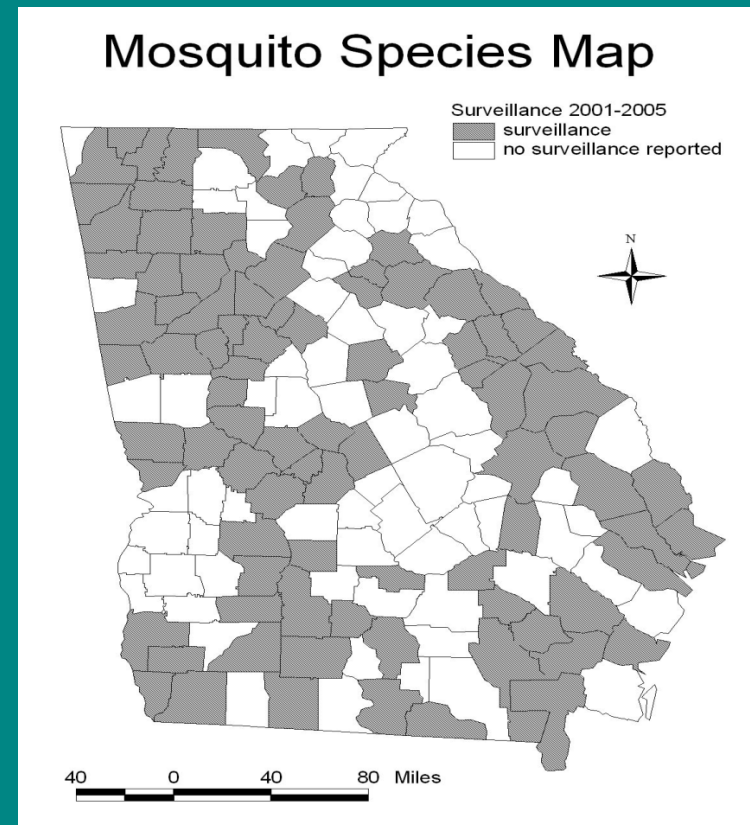 Mosquito Species Map
Surveillance 2001-2005
surveillance
no surveillance reported
N
40 0 40 80 Miles